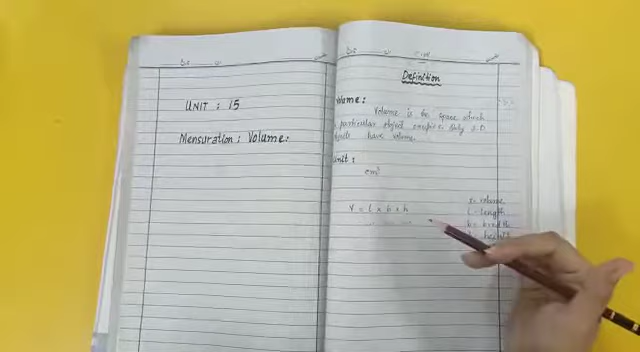 UNIT : 15
Mensuration : Volume:
Definition
Volume:
Volume is the space which
particular object occupies Only 3.D
objects have volume.
Unit:
cm³
V = L × b × h
v = volume
L - length
b = breadth
h = height